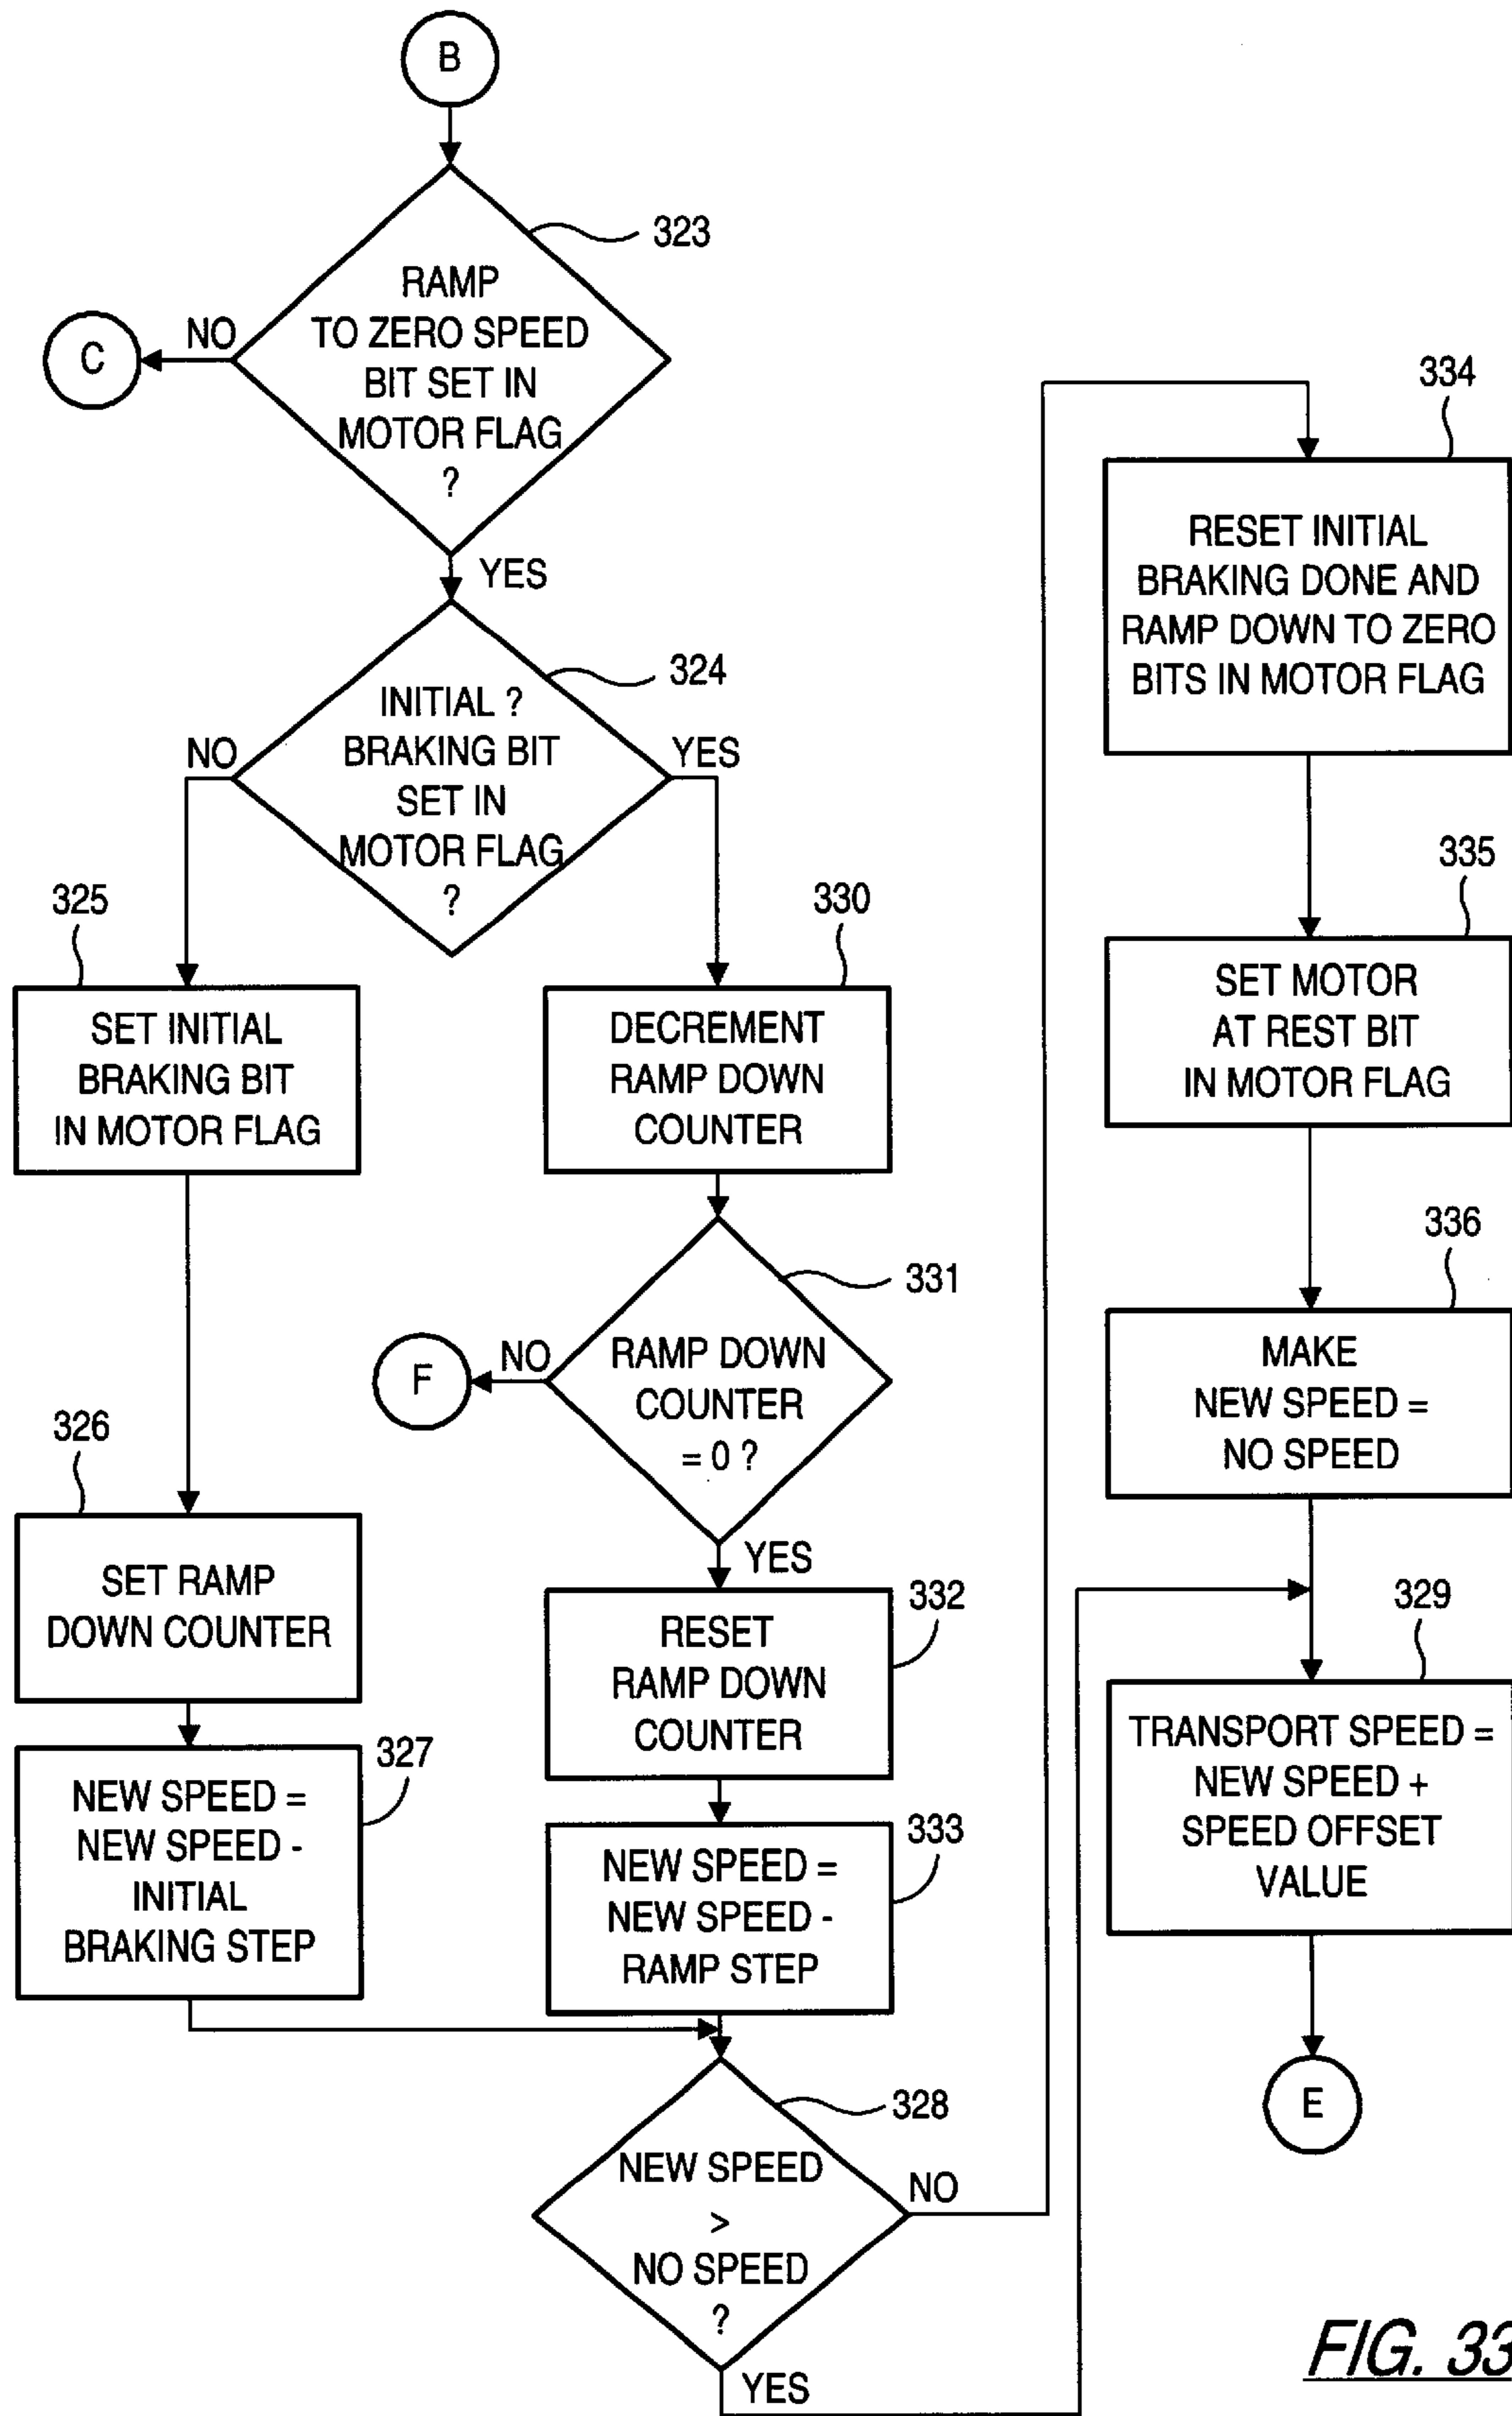 B
323
RAMP
TO ZERO SPEED
BIT SET IN
MOTOR FLAG
?
NO
C
YES
324
INITIAL ?
BRAKING BIT
SET IN
MOTOR FLAG
?
NO
YES
325
SET INITIAL
BRAKING BIT
IN MOTOR FLAG
326
SET RAMP
DOWN COUNTER
327
NEW SPEED =
NEW SPEED -
INITIAL
BRAKING STEP
330
DECREMENT
RAMP DOWN
COUNTER
331
RAMP DOWN
COUNTER
= 0 ?
NO
F
YES
332
RESET
RAMP DOWN
COUNTER
333
NEW SPEED =
NEW SPEED -
RAMP STEP
328
NEW SPEED
>
NO SPEED
?
NO
YES
334
RESET INITIAL
BRAKING DONE AND
RAMP DOWN TO ZERO
BITS IN MOTOR FLAG
335
SET MOTOR
AT REST BIT
IN MOTOR FLAG
336
MAKE
NEW SPEED =
NO SPEED
329
TRANSPORT SPEED =
NEW SPEED +
SPEED OFFSET
VALUE
E
FIG. 33